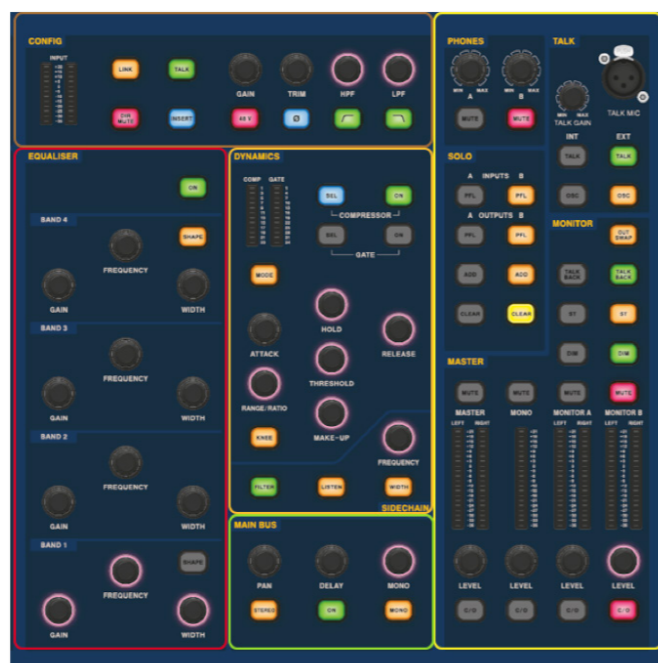 CONFIG
INPUT
LINK
TALK
GAIN
TRIM
HPF
LPF
DIR MUTE
INSERT
48 V
Ø
EQUALISER
ON
BAND 4
SHAPE
FREQUENCY
GAIN
WIDTH
BAND 3
FREQUENCY
GAIN
WIDTH
BAND 2
FREQUENCY
GAIN
WIDTH
BAND 1
SHAPE
FREQUENCY
GAIN
WIDTH
DYNAMICS
COMP GATE
SEL
ON
COMPRESSOR
SEL
ON
GATE
MODE
HOLD
ATTACK
RELEASE
THRESHOLD
RANGE/RATIO
MAKE-UP
KNEE
FREQUENCY
FILTER
LISTEN
WIDTH
SIDECHAIN
MAIN BUS
PAN
DELAY
MONO
STEREO
ON
MONO
PHONES
MIN MAX
MIN MAX
A
B
MUTE
MUTE
TALK
MIN MAX
TALK GAIN
TALK MIC
INT
EXT
TALK
TALK
OSC
OSC
SOLO
A INPUTS B
PFL
PFL
A OUTPUTS B
PFL
PFL
ADD
ADD
CLEAR
CLEAR
MONITOR
OUT SWAP
TALK BACK
TALK BACK
ST
ST
DIM
DIM
MASTER
MUTE
MUTE
MUTE
MUTE
MASTER
MONO
MONITOR A
MONITOR B
LEFT RIGHT
LEFT RIGHT
LEFT RIGHT
LEVEL
LEVEL
LEVEL
LEVEL
C/O
C/O
C/O
C/O